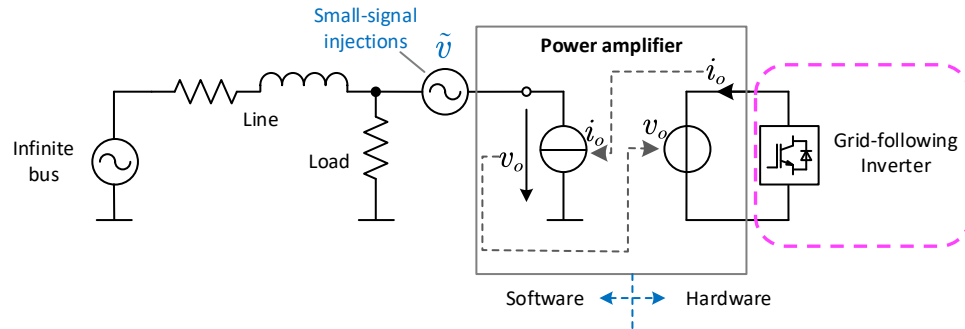 Small-signal
injections
ṽ
Power amplifier
i_o
Line
Infinite
bus
Load
v_o
i_o
v_o
Grid-following
Inverter
Software
Hardware